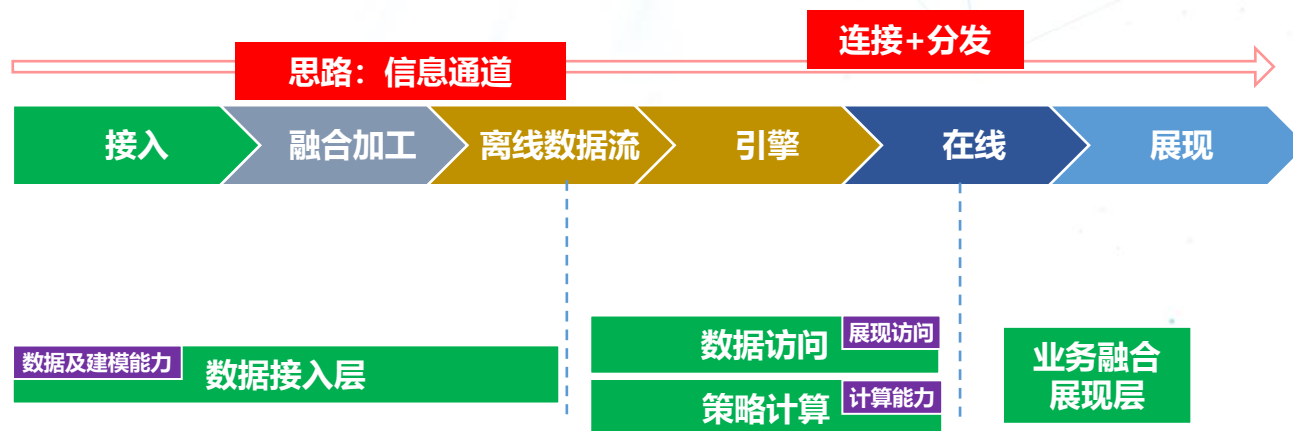 连接+分发
思路：信息通道
接入
融合加工
离线数据流
引擎
在线
展现
数据及建模能力
数据接入层
数据访问
展现访问
策略计算
计算能力
业务融合
展现层